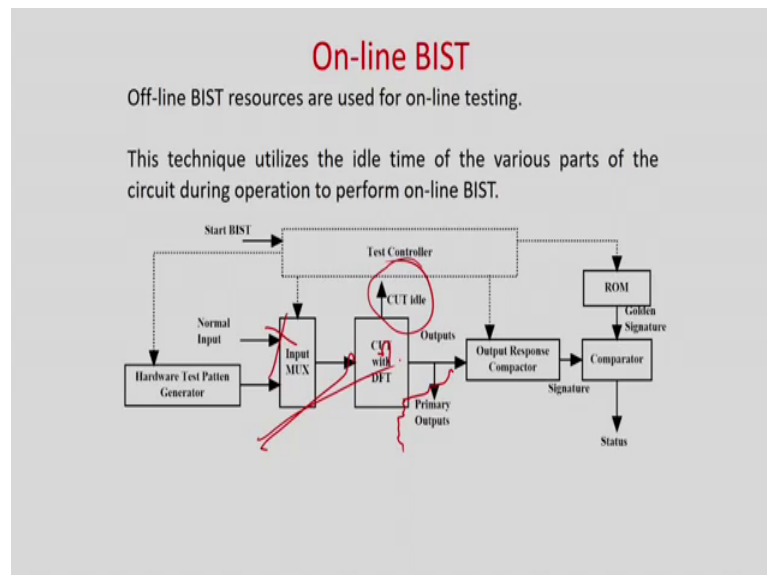 On-line BIST
Off-line BIST resources are used for on-line testing.
This technique utilizes the idle time of the various parts of the
circuit during operation to perform on-line BIST.
Start BIST
Test Controller
ROM
CUT idle
Golden
Signature
Normal
Input
Outputs
Input
MUX
with
DFT
Output Response
Compactor
Comparator
Hardware Test Patten
Generator
Signature
Primary
Outputs
Status